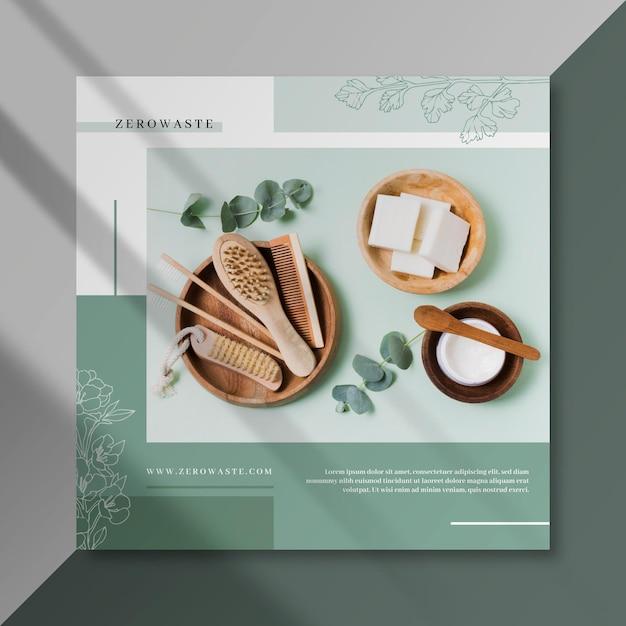 ZEROWASTE
WWW.ZEROWASTE.COM
Lorem ipsum dolor sit amet, consectetuer adipiscing elit, sed diam
nonummy nibh euismod tincidunt ut laoreet dolore magna aliquam erat
volutpat. Ut wisi enim ad minim veniam, quis nostrud exerci.